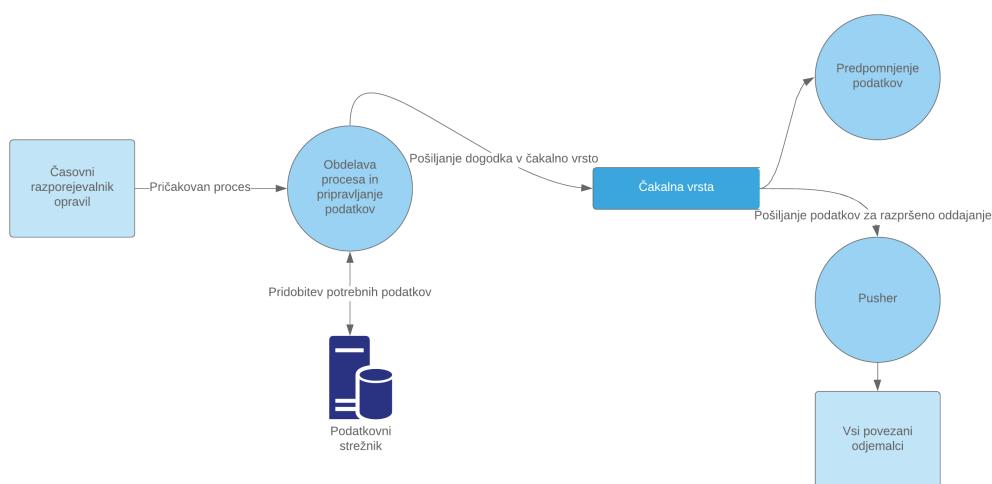 Predpomnjenje
podatkov
Časovni
razporejevalnik
opravil
Pričakovan proces
Obdelava
procesa in
pripravljanje
podatkov
Pošiljanje dogodka v čakalno vrsto
Čakalna vrsta
Pošiljanje podatkov za razpršeno oddajanje
Pridobitev potrebnih podatkov
Pusher
Podatkovni
strežnik
Vsi povezani
odjemalci